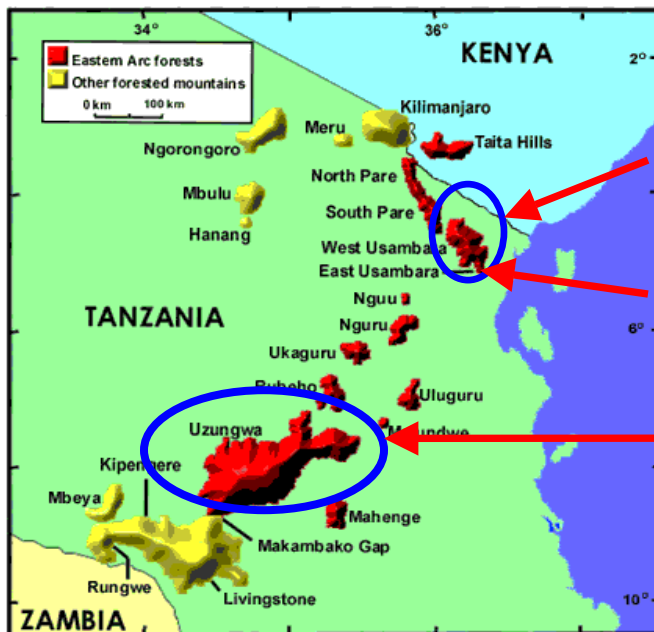 34° 36°
KENYA 2°
Eastern Arc forests
Other forested mountains
0 km 100 km
Kilimanjaro
Meru
Taita Hills
Ngorongoro
North Pare
Mbulu
South Pare
Hanang
West Usambara
East Usambara
Nguu
TANZANIA
Nguru 6°
Ukaguru
Rubeho
Uluguru
Uzungwa
Kipengere
Mbeya
Mahenge
Makambako Gap
Rungwe
Livingstone
10°
ZAMBIA